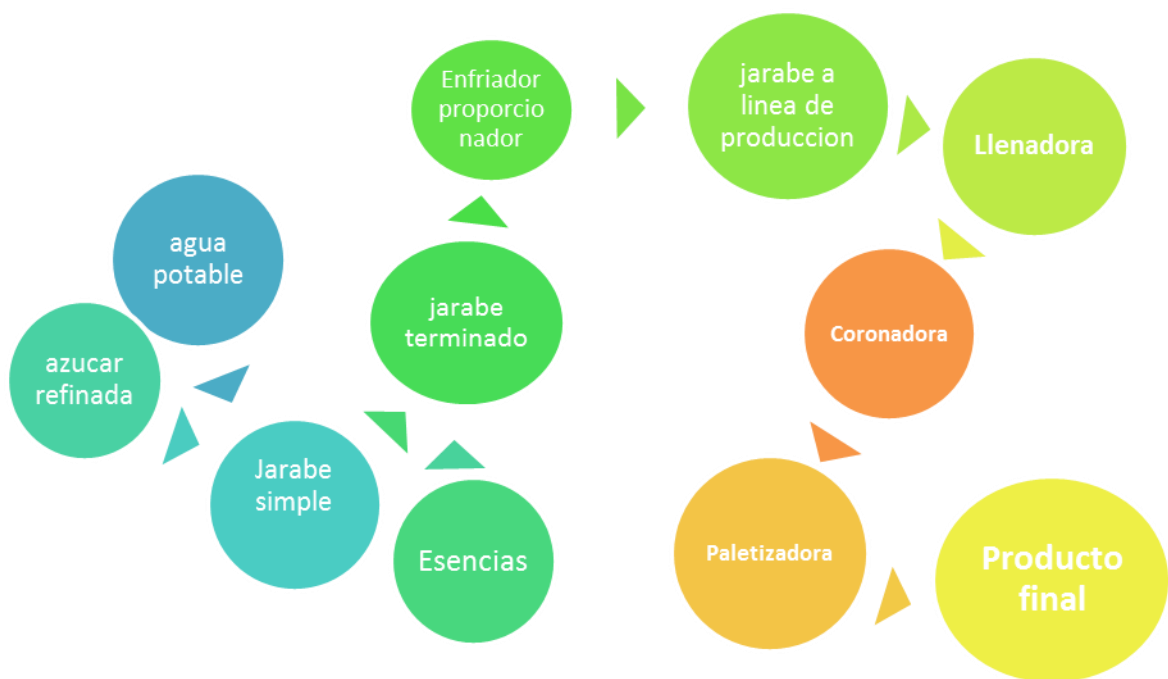 agua
potable
azucar
refinada
Jarabe
simple
Esencias
jarabe
terminado
Enfriador
proporcio
nador
jarabe a
linea de
produccion
Llenadora
Coronadora
Paletizadora
Producto
final